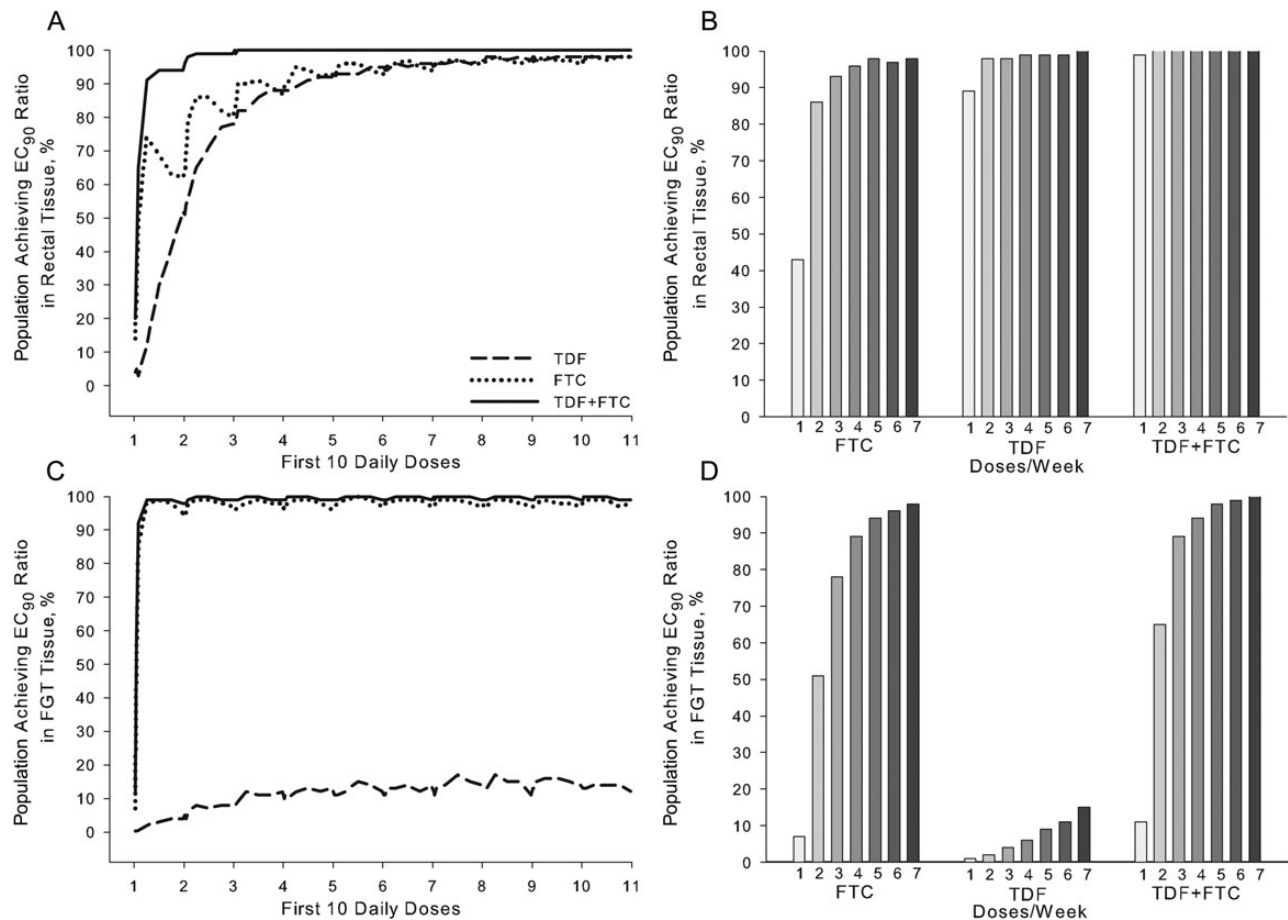 A
Population Achieving EC90 Ratio
in Rectal Tissue, %
100
90
80
70
60
50
40
30
20
10
0
TDF
FTC
TDF+FTC
1 2 3 4 5 6 7 8 9 10 11
First 10 Daily Doses
B
Population Achieving EC90 Ratio
in Rectal Tissue, %
100
90
80
70
60
50
40
30
20
10
0
1 2 3 4 5 6 7 1 2 3 4 5 6 7 1 2 3 4 5 6 7
FTC TDF TDF+FTC
Doses/Week
C
Population Achieving EC90 Ratio
in FGT Tissue, %
100
90
80
70
60
50
40
30
20
10
0
1 2 3 4 5 6 7 8 9 10 11
First 10 Daily Doses
D
Population Achieving EC90 Ratio
in FGT Tissue, %
100
90
80
70
60
50
40
30
20
10
0
1 2 3 4 5 6 7 1 2 3 4 5 6 7 1 2 3 4 5 6 7
FTC TDF TDF+FTC
Doses/Week